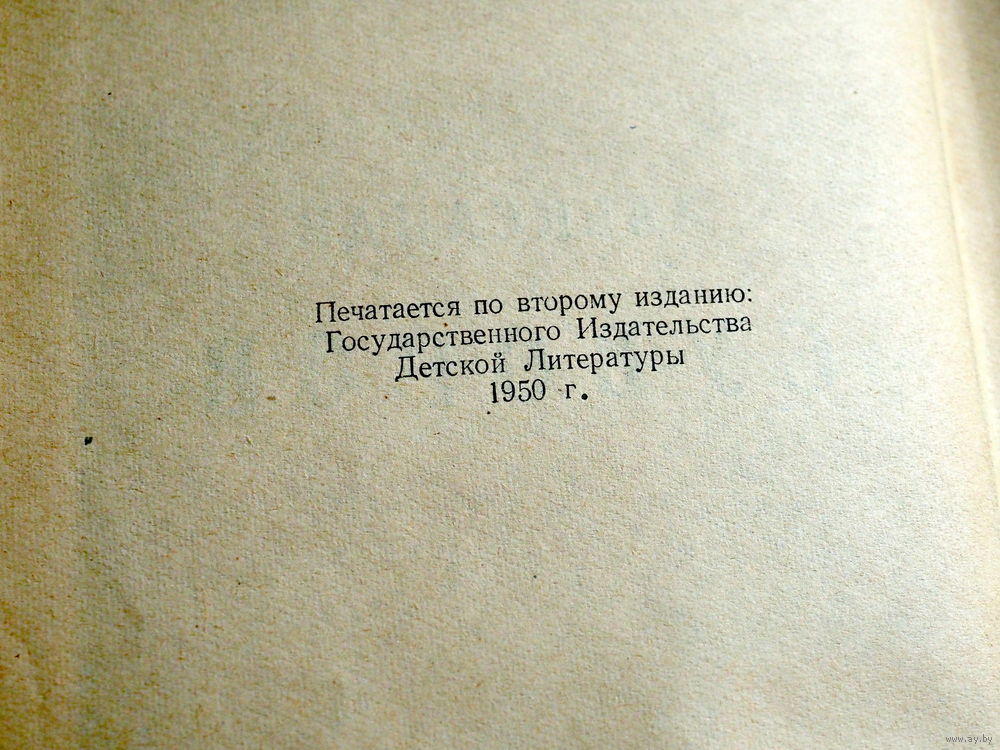 Печатается по второму изданию:
Государственного Издательства
Детской Литературы
1950 г.
www.ay.by